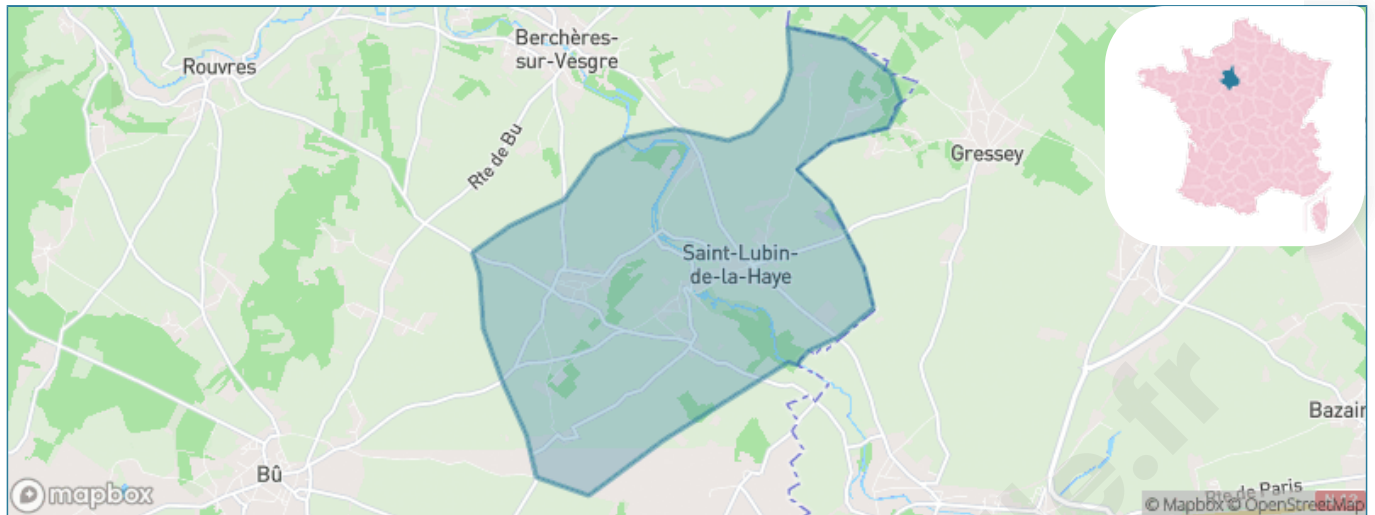 Berchères-
sur-Vesgre
Rouvres
Rte de Bu
Gressey
Saint-Lubin-
de-la-Haye
Bazain
Bû
mapbox
e.fr
Rte de Paris
© Mapbox © OpenStreetMap